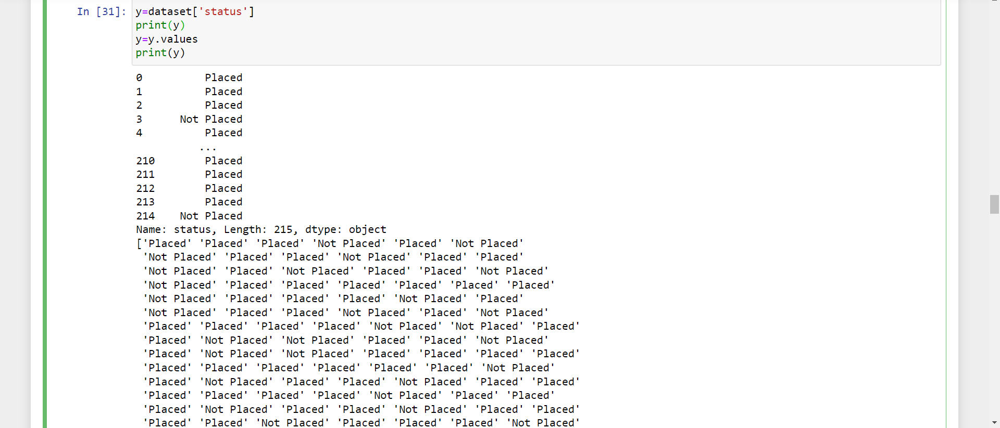 In [31]: y=dataset['status']
print(y)
y=y.values
print(y)
0          Placed
1          Placed
2          Placed
3      Not Placed
4          Placed
...
210        Placed
211        Placed
212        Placed
213        Placed
214    Not Placed
Name: status, Length: 215, dtype: object
['Placed' 'Placed' 'Placed' 'Not Placed' 'Placed' 'Not Placed'
'Not Placed' 'Placed' 'Placed' 'Not Placed' 'Placed' 'Placed'
'Not Placed' 'Placed' 'Not Placed' 'Placed' 'Placed' 'Not Placed'
'Not Placed' 'Placed' 'Placed' 'Placed' 'Placed' 'Placed' 'Placed'
'Not Placed' 'Placed' 'Placed' 'Placed' 'Not Placed' 'Placed'
'Not Placed' 'Placed' 'Placed' 'Not Placed' 'Placed' 'Not Placed'
'Placed' 'Placed' 'Placed' 'Placed' 'Not Placed' 'Not Placed' 'Placed'
'Placed' 'Not Placed' 'Not Placed' 'Placed' 'Placed' 'Not Placed'
'Placed' 'Not Placed' 'Not Placed' 'Placed' 'Placed' 'Placed' 'Placed'
'Placed' 'Placed' 'Placed' 'Placed' 'Placed' 'Placed' 'Not Placed'
'Placed' 'Not Placed' 'Placed' 'Placed' 'Not Placed' 'Placed' 'Placed'
'Placed' 'Placed' 'Placed' 'Placed' 'Not Placed' 'Placed' 'Placed'
'Placed' 'Not Placed' 'Placed' 'Placed' 'Not Placed' 'Placed' 'Placed'
'Placed' 'Placed' 'Not Placed' 'Placed' 'Placed' 'Placed' 'Not Placed'